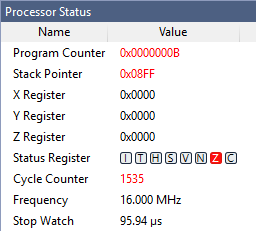 Processor Status
Name Value
Program Counter 0x0000000B
Stack Pointer 0x08FF
X Register 0x0000
Y Register 0x0000
Z Register 0x0000
Status Register I T H S V N Z C
Cycle Counter 1535
Frequency 16.000 MHz
Stop Watch 95.94 µs